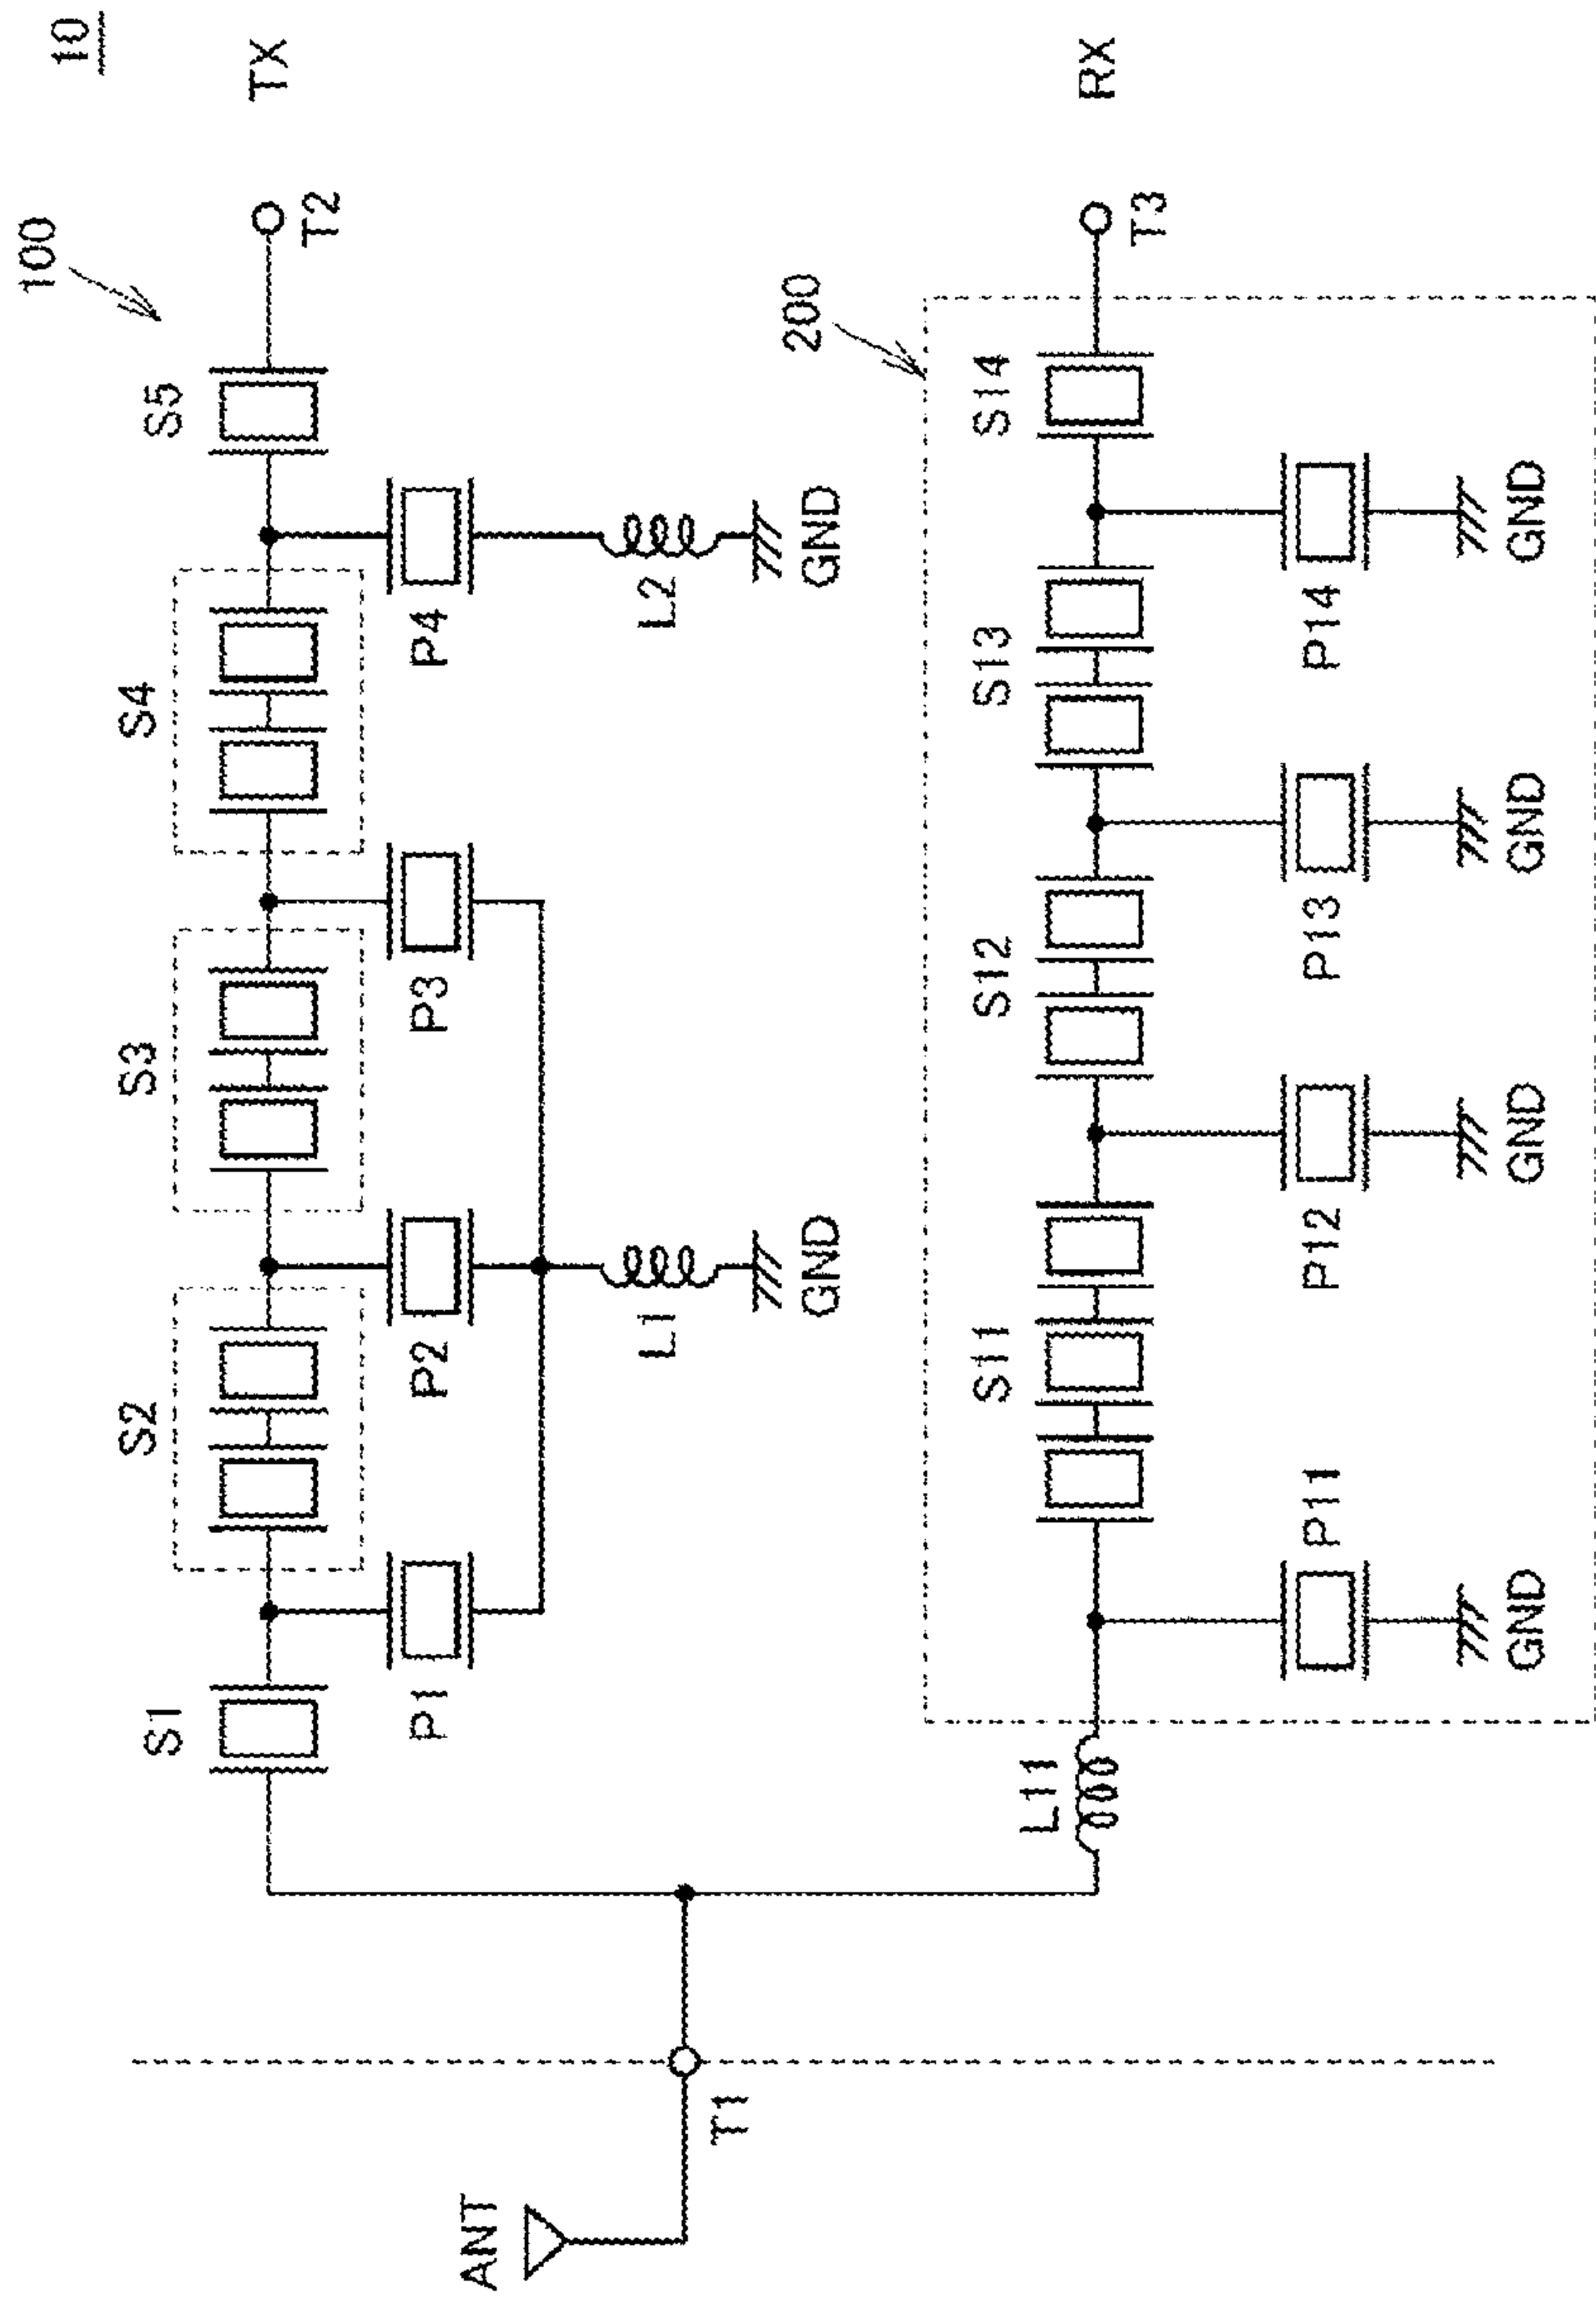 10
100
TX
S1
S2
S3
S4
S5
T2
P1
P2
P3
P4
L1
L2
GND
GND
ANT
T1
200
RX
L11
S11
S12
S13
S14
T3
P11
P12
P13
P14
GND
GND
GND
GND